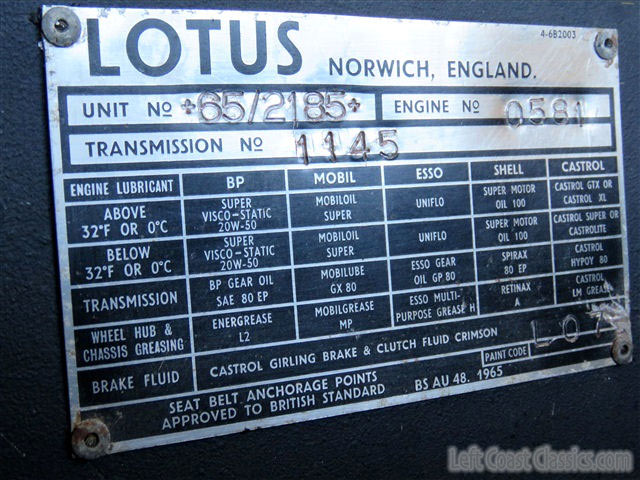 LOTUS
4-6B2003
NORWICH, ENGLAND.
UNIT Nº +65/2185+ ENGINE Nº 0581
TRANSMISSION Nº 1145
ENGINE LUBRICANT BP MOBIL ESSO SHELL CASTROL
ABOVE 32°F OR 0°C SUPER VISCO-STATIC 20W-50 MOBILOIL SUPER UNIFLO SUPER MOTOR OIL 100 CASTROL GTX OR CASTROL XL
BELOW 32°F OR 0°C SUPER VISCO-STATIC 20W-50 MOBILOIL SUPER UNIFLO SUPER MOTOR OIL 100 CASTROL SUPER OR CASTROLITE
TRANSMISSION BP GEAR OIL SAE 80 EP MOBILUBE GX 80 ESSO GEAR OIL GP 80 SPIRAX 80 EP CASTROL HYPOY 80
WHEEL HUB & CHASSIS GREASING ENERGREASE L2 MOBILGREASE MP ESSO MULTI-PURPOSE GREASE H RETINAX A CASTROL LM GREASE
BRAKE FLUID CASTROL GIRLING BRAKE & CLUTCH FLUID CRIMSON
PAINT CODE
SEAT BELT ANCHORAGE POINTS
APPROVED TO BRITISH STANDARD BS AU 48. 1965
Left Coast Classics.com